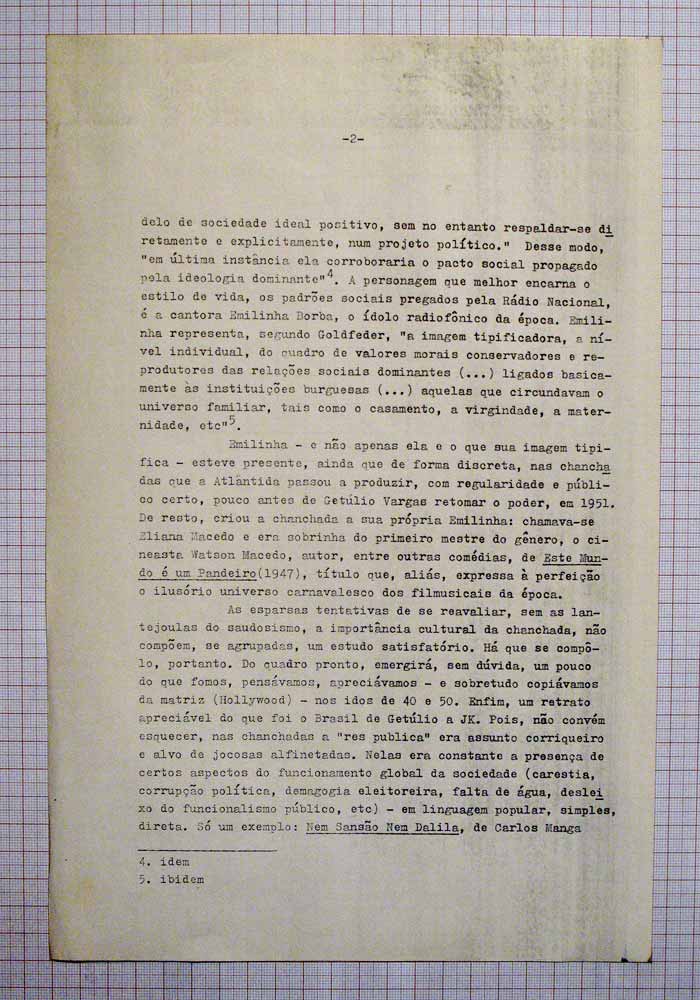 -2-
delo de sociedade ideal positivo, sem no entanto respaldar-se di
retamente e explicitamente, num projeto político." Desse modo,
"em última instância ela corroboraria o pacto social propagado
pela ideologia dominante"4. A personagem que melhor encarna o
estilo de vida, os padrões sociais pregados pela Rádio Nacional,
é a cantora Emilinha Borba, o ídolo radiofônico da época. Emili-
nha representa, segundo Goldfeder, "a imagem tipificadora, a ní-
vel individual, do quadro de valores morais conservadores e re-
produtores das relações sociais dominantes (...) ligados basica-
mente às instituições burguesas (...) aquelas que circundavam o
universo familiar, tais como o casamento, a virgindade, a mater-
nidade, etc"5.
Emilinha - e não apenas ela e o que sua imagem tipi-
fica - esteve presente, ainda que de forma discreta, nas chancha
das que a Atlântida passou a produzir, com regularidade e públi-
co certo, pouco antes de Getúlio Vargas retomar o poder, em 1951.
De resto, criou a chanchada a sua própria Emilinha: chamava-se
Eliana Macedo e era sobrinha do primeiro mestre do gênero, o ci-
neasta Watson Macedo, autor, entre outras comédias, de Este Mun-
do é um Pandeiro(1947), título que, aliás, expressa à perfeição
o ilusório universo carnavalesco dos filmusicais da época.
As esparsas tentativas de se reavaliar, sem as lan-
tejoulas do saudosismo, a importância cultural da chanchada, não
compõem, se agrupadas, um estudo satisfatório. Há que se compô-
lo, portanto. Do quadro pronto, emergirá, sem dúvida, um pouco
do que fomos, pensávamos, apreciávamos - e sobretudo copiávamos
da matriz (Hollywood) - nos idos de 40 e 50. Enfim, um retrato
apreciável do que foi o Brasil de Getúlio a JK. Pois, não convém
esquecer, nas chanchadas a "res publica" era assunto corriqueiro
e alvo de jocosas alfinetadas. Nelas era constante a presença de
certos aspectos do funcionamento global da sociedade (carestia,
corrupção política, demagogia eleitoreira, falta de água, deslei
xo do funcionalismo público, etc) - em linguagem popular, simples,
direta. Só um exemplo: Nem Sansão Nem Dalila, de Carlos Manga
4. idem
5. ibidem